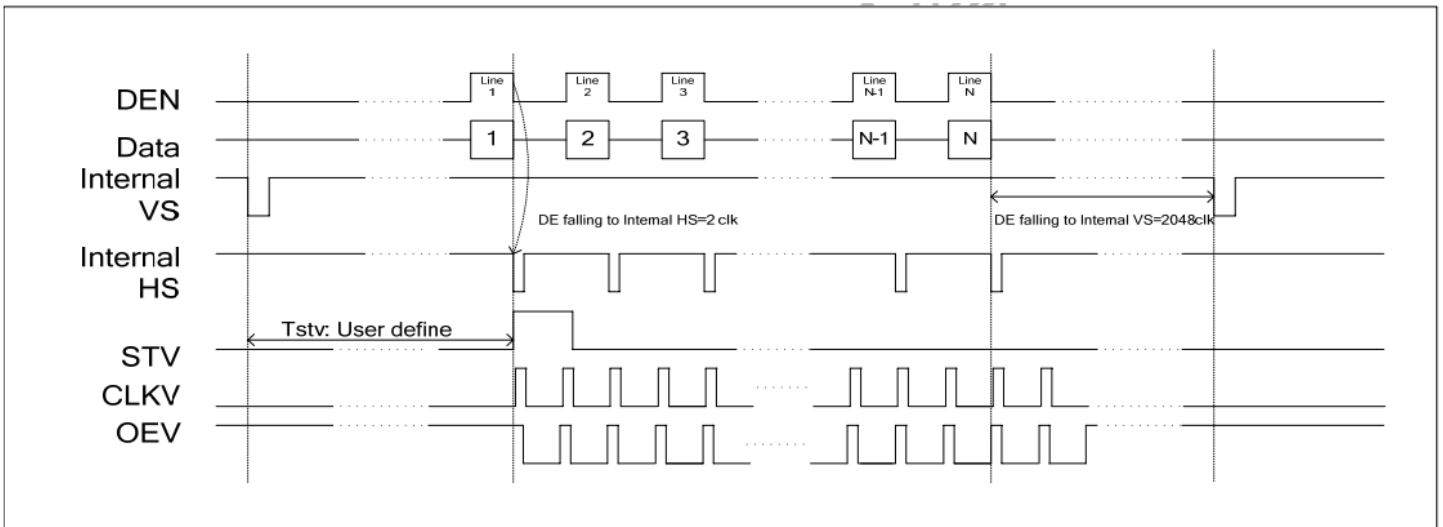 Line 1
Line 2
Line 3
Line N-1
Line N
DEN
Data
1
2
3
N-1
N
Internal VS
DE falling to Internal HS=2 clk
DE falling to Internal VS=2048clk
Internal HS
Tstv: User define
STV
CLKV
OEV